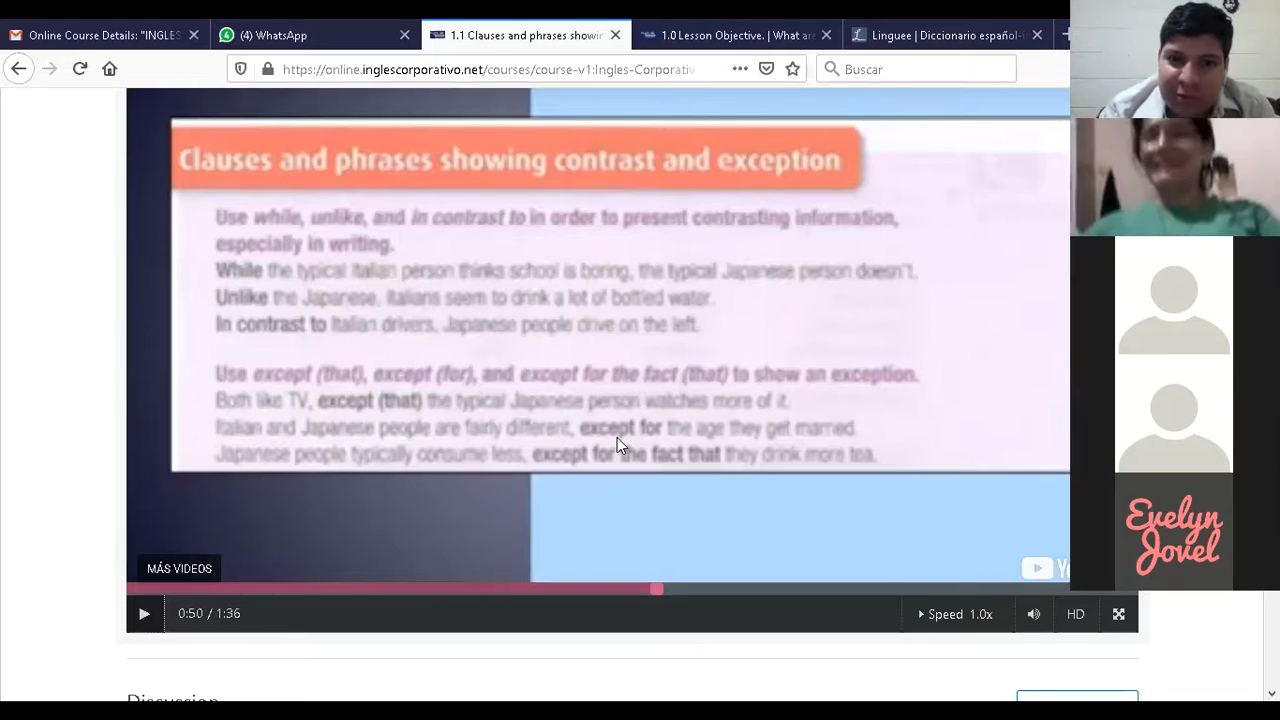 Online Course Details: "INGLES
(4) WhatsApp
1.1 Clauses and phrases showin
1.0 Lesson Objective. | What are
Linguee | Diccionario español-i
https://online.inglescorporativo.net/courses/course-v1:Ingles-Corporativ
Buscar
Clauses and phrases showing contrast and exception
Use while, unlike, and in contrast to in order to present contrasting information,
especially in writing.
While the typical Italian person thinks school is boring, the typical Japanese person doesn't.
Unlike the Japanese, Italians seem to drink a lot of bottled water.
In contrast to Italian drivers, Japanese people drive on the left.
Use except (that), except (for), and except for the fact (that) to show an exception.
Both like TV, except (that) the typical Japanese person watches more of it.
Italian and Japanese people are fairly different, except for the age they get married.
Japanese people typically consume less, except for the fact that they drink more tea.
Evelyn
Jovel
MÁS VIDEOS
0:50 / 1:36
Speed 1.0x
HD
Discussion